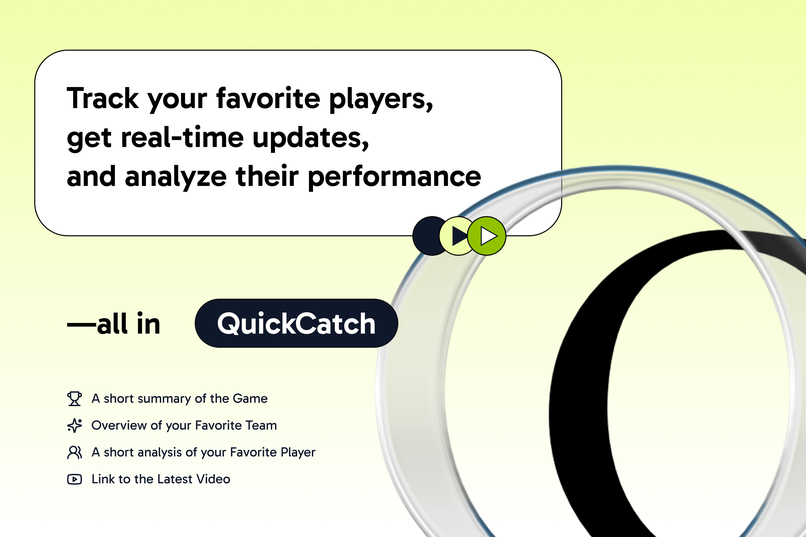 Track your favorite players,
get real-time updates,
and analyze their performance
—all in QuickCatch
A short summary of the Game
Overview of your Favorite Team
A short analysis of your Favorite Player
Link to the Latest Video